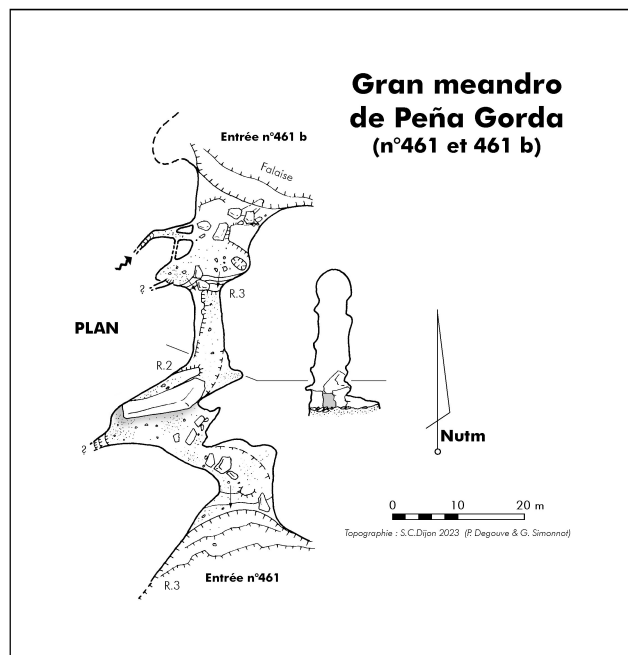 Gran meandro
de Peña Gorda
(n°461 et 461 b)
Entrée n°461 b
Falaise
?
R.3
PLAN
R.2
?
Nutm
0 10 20 m
Topographie : S.C.Dijon 2023 (P. Degouve & G. Simonnot)
Entrée n°461
R.3